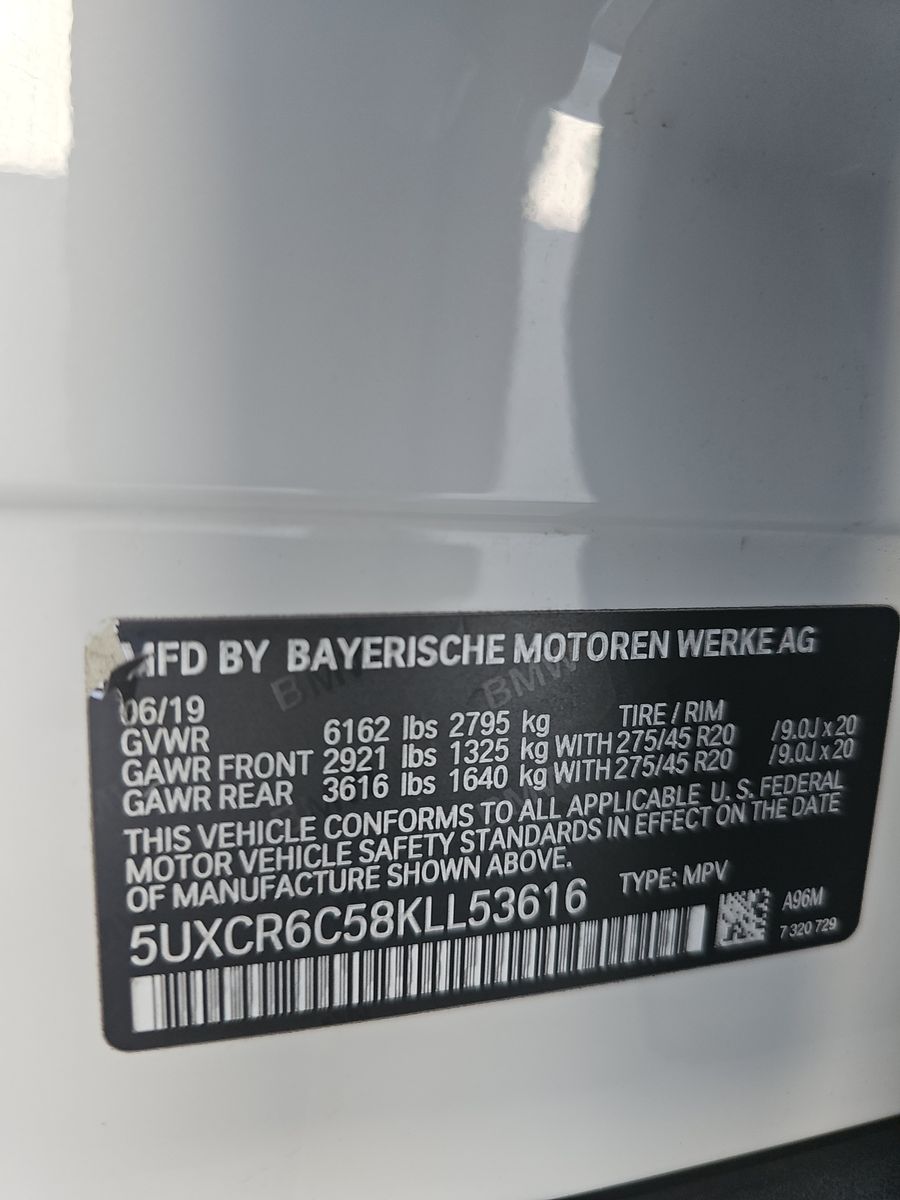 MFD BY BAYERISCHE MOTOREN WERKE AG
06/19
GVWR 6162 lbs 2795 kg TIRE / RIM
GAWR FRONT 2921 lbs 1325 kg WITH 275/45 R20 /9.0J x 20
GAWR REAR 3616 lbs 1640 kg WITH 275/45 R20 /9.0J x 20
THIS VEHICLE CONFORMS TO ALL APPLICABLE U. S. FEDERAL
MOTOR VEHICLE SAFETY STANDARDS IN EFFECT ON THE DATE
OF MANUFACTURE SHOWN ABOVE.
5UXCR6C58KLL53616 TYPE: MPV
A96M
7 320 729
BMW
BMW